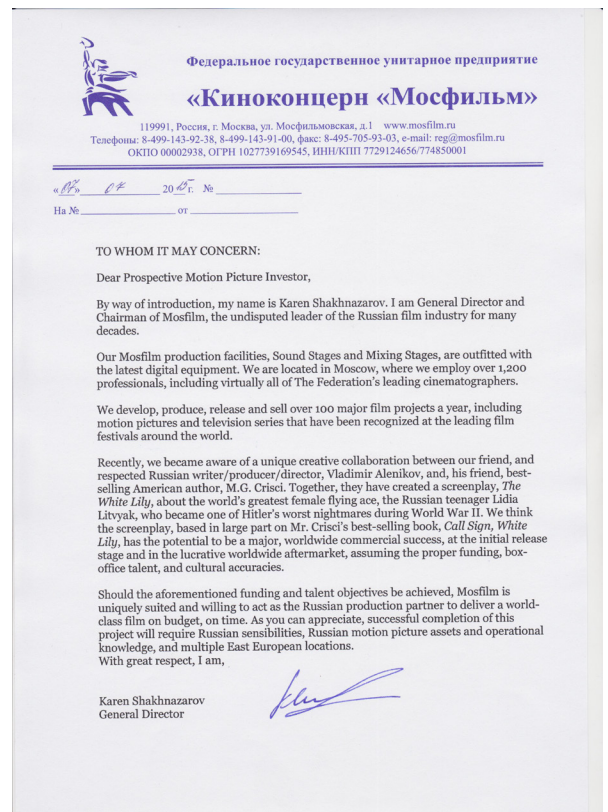 Федеральное государственное унитарное предприятие
«Киноконцерн «Мосфильм»
119991, Россия, г. Москва, ул. Мосфильмовская, д.1 www.mosfilm.ru
Телефоны: 8-499-143-92-38, 8-499-143-91-00, факс: 8-495-705-93-03, e-mail: reg@mosfilm.ru
ОКПО 00002938, ОГРН 1027739169545, ИНН/КПП 7729124656/774850001
«07» 04 2015 г. №
На № от
TO WHOM IT MAY CONCERN:
Dear Prospective Motion Picture Investor,
By way of introduction, my name is Karen Shakhnazarov. I am General Director and
Chairman of Mosfilm, the undisputed leader of the Russian film industry for many
decades.
Our Mosfilm production facilities, Sound Stages and Mixing Stages, are outfitted with
the latest digital equipment. We are located in Moscow, where we employ over 1,200
professionals, including virtually all of The Federation's leading cinematographers.
We develop, produce, release and sell over 100 major film projects a year, including
motion pictures and television series that have been recognized at the leading film
festivals around the world.
Recently, we became aware of a unique creative collaboration between our friend, and
respected Russian writer/producer/director, Vladimir Alenikov, and, his friend, best-
selling American author, M.G. Crisci. Together, they have created a screenplay, The
White Lily, about the world's greatest female flying ace, the Russian teenager Lidia
Litvyak, who became one of Hitler's worst nightmares during World War II. We think
the screenplay, based in large part on Mr. Crisci's best-selling book, Call Sign, White
Lily, has the potential to be a major, worldwide commercial success, at the initial release
stage and in the lucrative worldwide aftermarket, assuming the proper funding, box-
office talent, and cultural accuracies.
Should the aforementioned funding and talent objectives be achieved, Mosfilm is
uniquely suited and willing to act as the Russian production partner to deliver a world-
class film on budget, on time. As you can appreciate, successful completion of this
project will require Russian sensibilities, Russian motion picture assets and operational
knowledge, and multiple East European locations.
With great respect, I am,
Karen Shakhnazarov
General Director